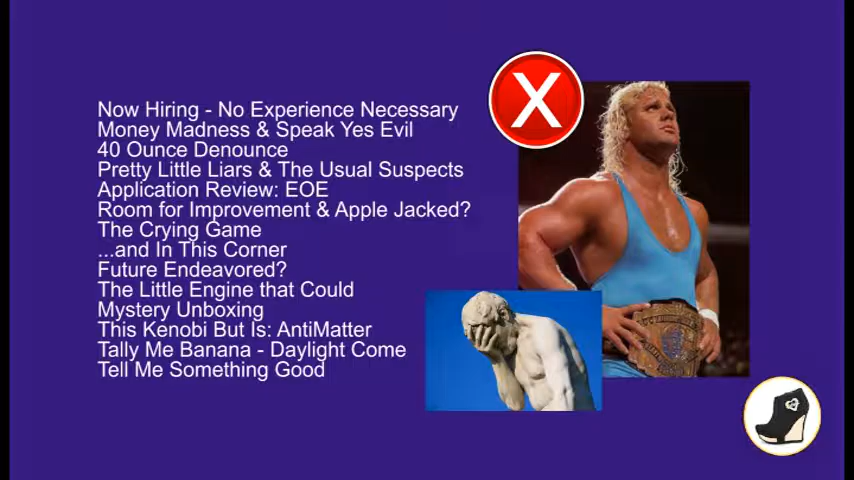 Now Hiring - No Experience Necessary
Money Madness & Speak Yes Evil
40 Ounce Denounce
Pretty Little Liars & The Usual Suspects
Application Review: EOE
Room for Improvement & Apple Jacked?
The Crying Game
...and In This Corner
Future Endeavored?
The Little Engine that Could
Mystery Unboxing
This Kenobi But Is: AntiMatter
Tally Me Banana - Daylight Come
Tell Me Something Good
X